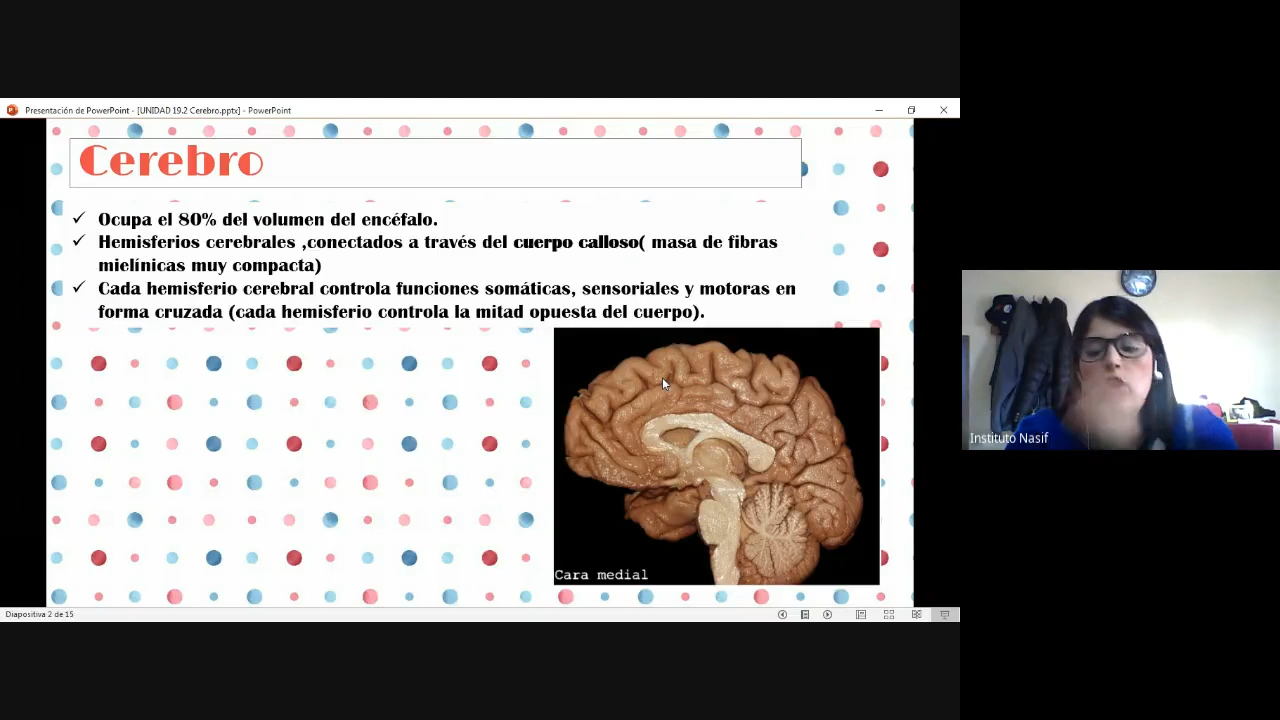 Presentación de PowerPoint - [UNIDAD 19.2 Cerebro.pptx] - PowerPoint
Cerebro
✓ Ocupa el 80% del volumen del encéfalo.
✓ Hemisferios cerebrales ,conectados a través del cuerpo calloso( masa de fibras
mielínicas muy compacta)
✓ Cada hemisferio cerebral controla funciones somáticas, sensoriales y motoras en
forma cruzada (cada hemisferio controla la mitad opuesta del cuerpo).
Cara medial
Instituto Nasif
Diapositiva 2 de 15